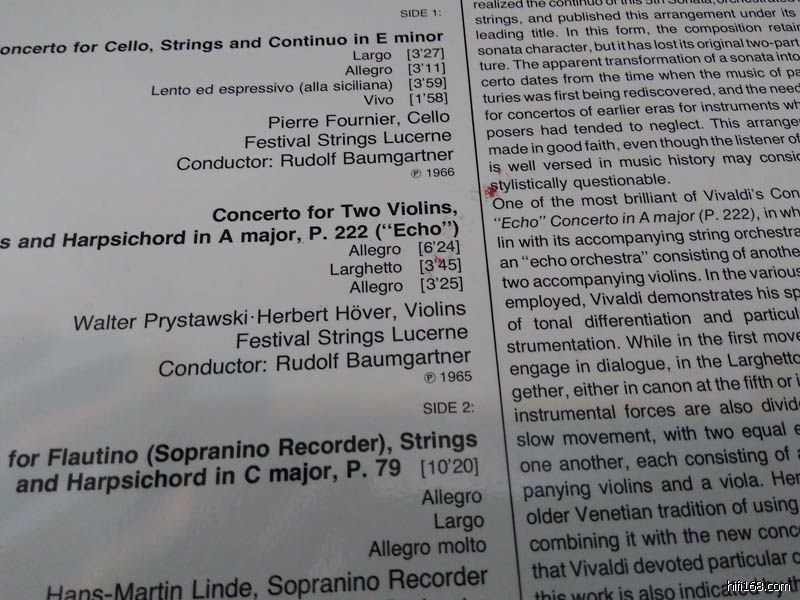 SIDE 1:
Concerto for Cello, Strings and Continuo in E minor
Largo [3'27]
Allegro [3'11]
Lento ed espressivo (alla siciliana) [3'59]
Vivo [1'58]
Pierre Fournier, Cello
Festival Strings Lucerne
Conductor: Rudolf Baumgartner
℗ 1966
Concerto for Two Violins,
s and Harpsichord in A major, P. 222 ("Echo")
Allegro [6'24]
Larghetto [3'45]
Allegro [3'25]
Walter Prystawski·Herbert Höver, Violins
Festival Strings Lucerne
Conductor: Rudolf Baumgartner
℗ 1965
SIDE 2:
for Flautino (Sopranino Recorder), Strings
and Harpsichord in C major, P. 79 [10'20]
Allegro
Largo
Allegro molto
Hans-Martin Linde, Sopranino Recorder
realized the continuo of this 5th Sonata, orchestrated
strings, and published this arrangement under its
leading title. In this form, the composition retain
sonata character, but it has lost its original two-part
ture. The apparent transformation of a sonata into
certo dates from the time when the music of pa
turies was first being rediscovered, and the need
for concertos of earlier eras for instruments wh
posers had tended to neglect. This arrange
made in good faith, even though the listener of
is well versed in music history may consid
stylistically questionable.
One of the most brilliant of Vivaldi's Con
"Echo" Concerto in A major (P. 222), in wh
lin with its accompanying string orchestra
an "echo orchestra" consisting of anothe
two accompanying violins. In the various
employed, Vivaldi demonstrates his sp
of tonal differentiation and particul
strumentation. While in the first move
engage in dialogue, in the Larghetto
gether, either in canon at the fifth or i
instrumental forces are also divide
slow movement, with two equal e
one another, each consisting of a
panying violins and a viola. Her
older Venetian tradition of using
combining it with the new conc
that Vivaldi devoted particular c
this work is also indicated by th
hifi168.com